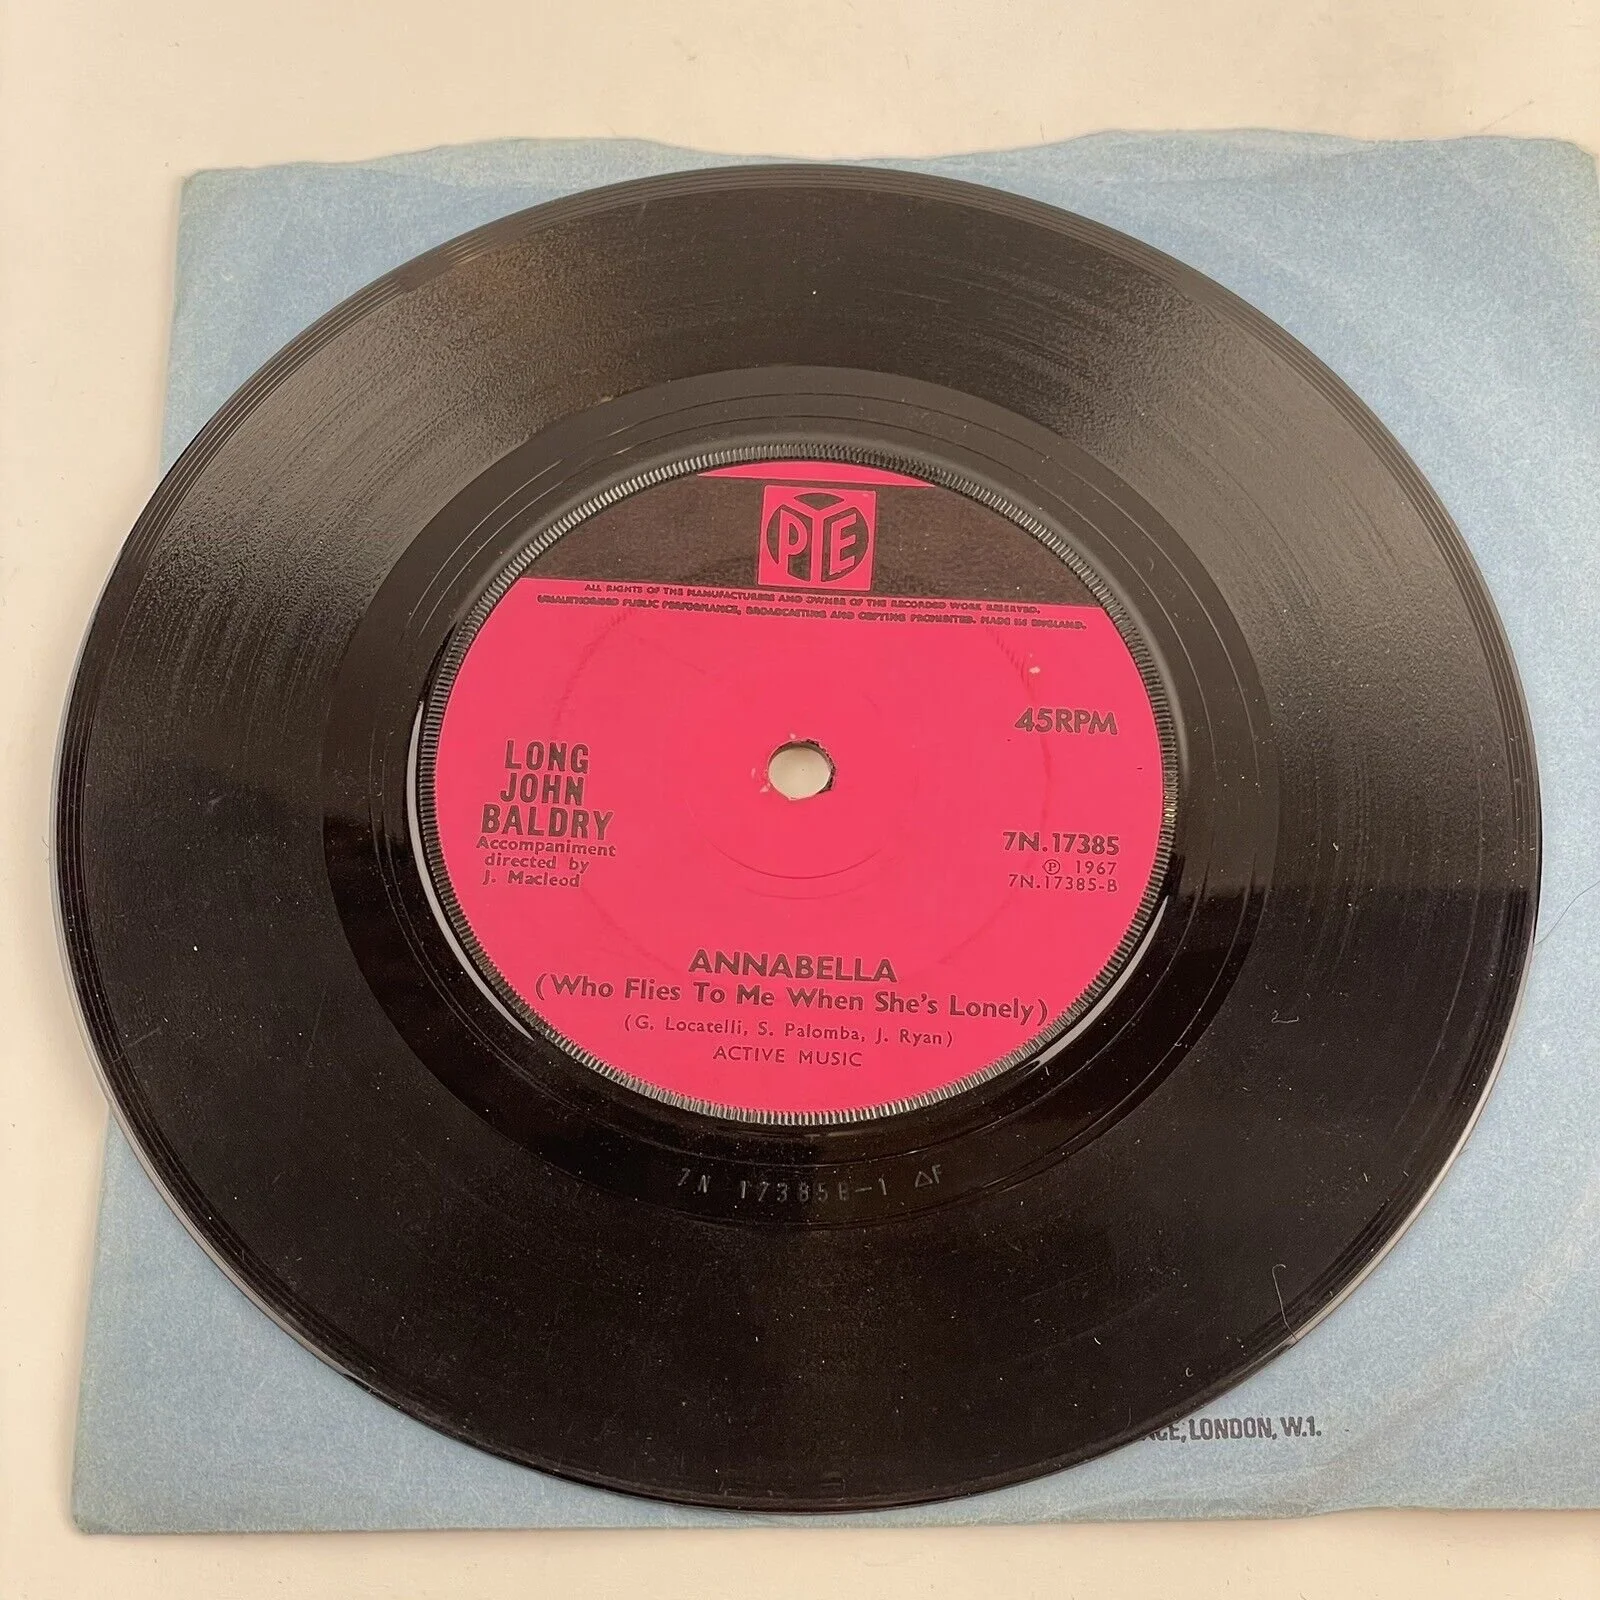 PYE
ALL RIGHTS OF THE MANUFACTURERS AND OWNER OF THE RECORDED WORK RESERVED.
UNAUTHORISED PUBLIC PERFORMANCE, BROADCASTING AND COPYING PROHIBITED. MADE IN ENGLAND.
45RPM
LONG
JOHN
BALDRY
Accompaniment
directed by
J. Macleod
7N.17385
Ⓟ 1967
7N.17385-B
ANNABELLA
(Who Flies To Me When She's Lonely)
(G. Locatelli, S. Palomba, J. Ryan)
ACTIVE MUSIC
7N 17385B-1 ΔF
LONDON, W.1.